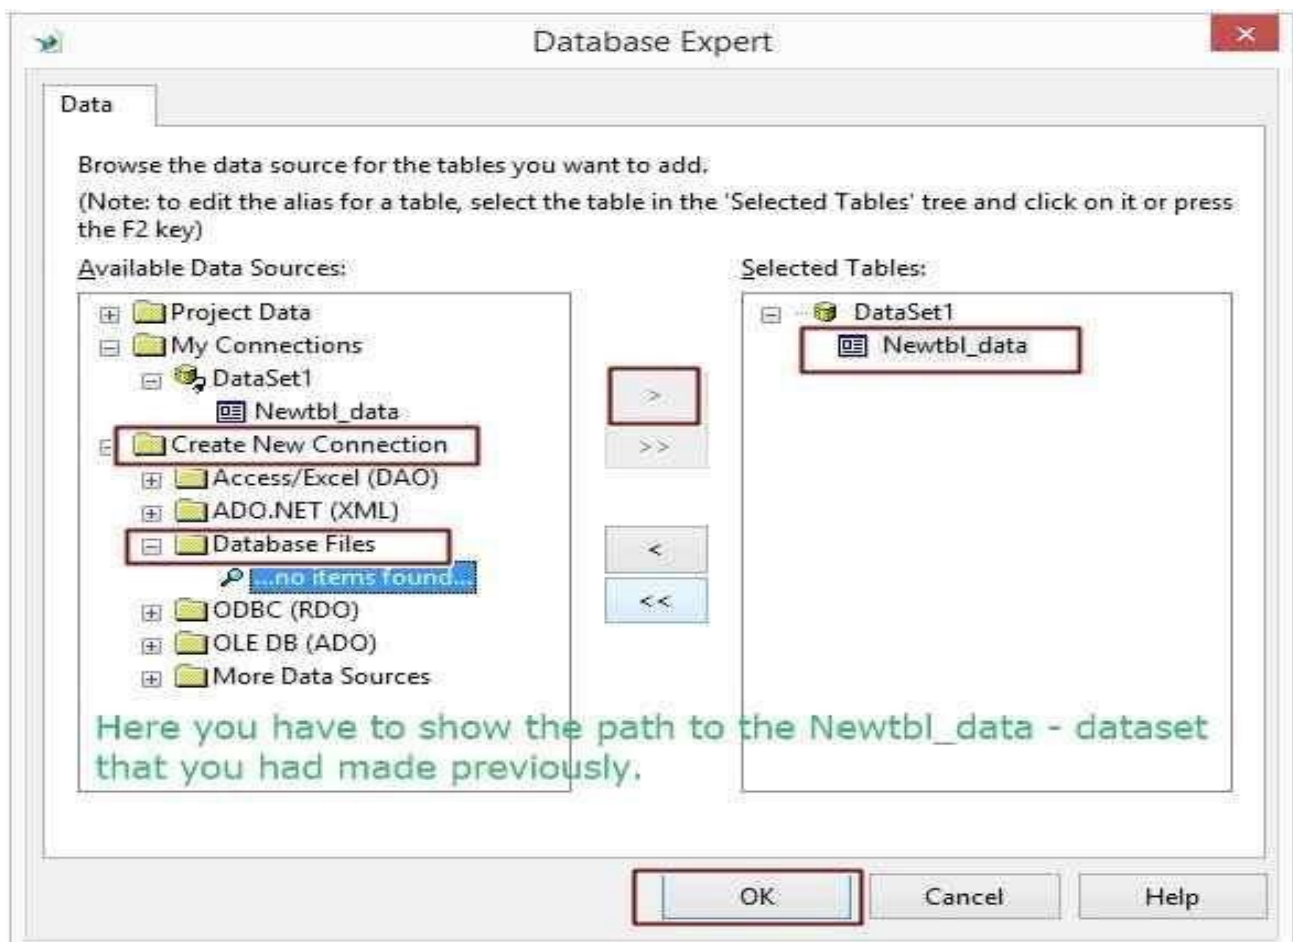 Database Expert
Data
Browse the data source for the tables you want to add.
(Note: to edit the alias for a table, select the table in the 'Selected Tables' tree and click on it or press
the F2 key)
Available Data Sources:
Selected Tables:
Project Data
My Connections
DataSet1
Newtbl_data
Create New Connection
Access/Excel (DAO)
ADO.NET (XML)
Database Files
...no items found...
ODBC (RDO)
OLE DB (ADO)
More Data Sources
>
>>
<
<<
DataSet1
Newtbl_data
Here you have to show the path to the Newtbl_data - dataset
that you had made previously.
OK
Cancel
Help